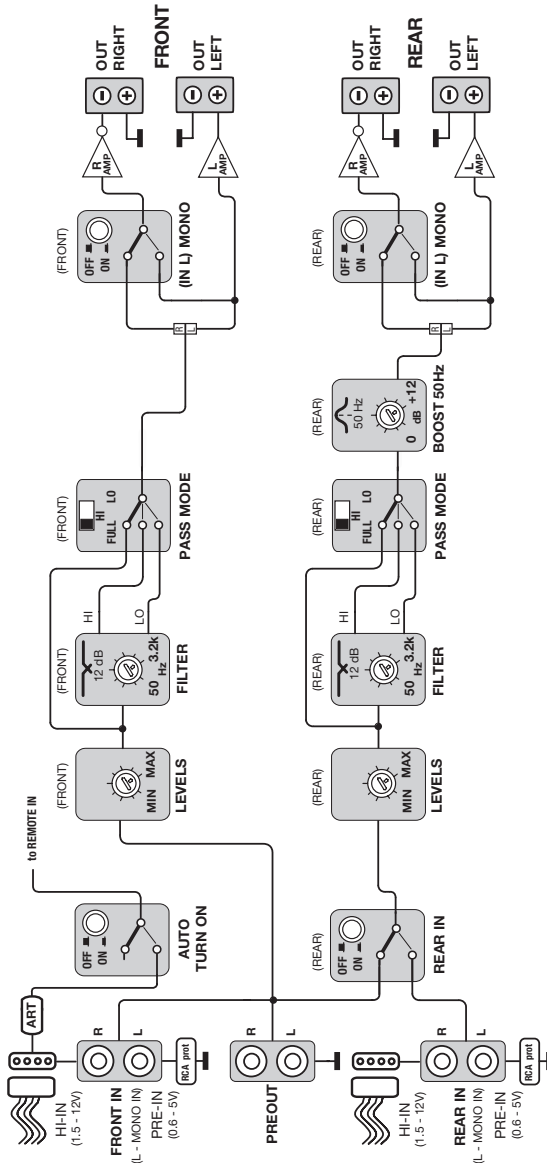 HI-IN
(1.5 - 12V)
ART
FRONT IN
(L - MONO IN)
PRE-IN
(0.6 - 5V)
R
L
RCA prot
OFF
ON
AUTO
TURN ON
to REMOTE IN
(FRONT)
MIN MAX
LEVELS
(FRONT)
12 dB
50 3.2k
Hz
FILTER
HI
LO
(FRONT)
FULL
HI
LO
PASS MODE
R
L
(FRONT)
OFF
ON
(IN L) MONO
R
AMP
L
AMP
OUT
RIGHT
FRONT
OUT
LEFT
PREOUT
R
L
HI-IN
(1.5 - 12V)
REAR IN
(L - MONO IN)
PRE-IN
(0.6 - 5V)
R
L
RCA prot
(REAR)
OFF
ON
REAR IN
(REAR)
MIN MAX
LEVELS
(REAR)
12 dB
50 3.2k
Hz
FILTER
HI
LO
(REAR)
FULL
HI
LO
PASS MODE
(REAR)
50 Hz
0 dB +12
BOOST 50Hz
R
L
(REAR)
OFF
ON
(IN L) MONO
R
AMP
L
AMP
OUT
RIGHT
REAR
OUT
LEFT